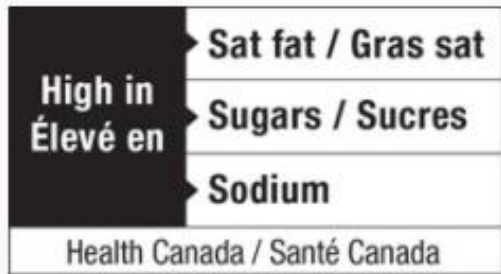 High in
Élevé en
Sat fat / Gras sat
Sugars / Sucres
Sodium
Health Canada / Santé Canada